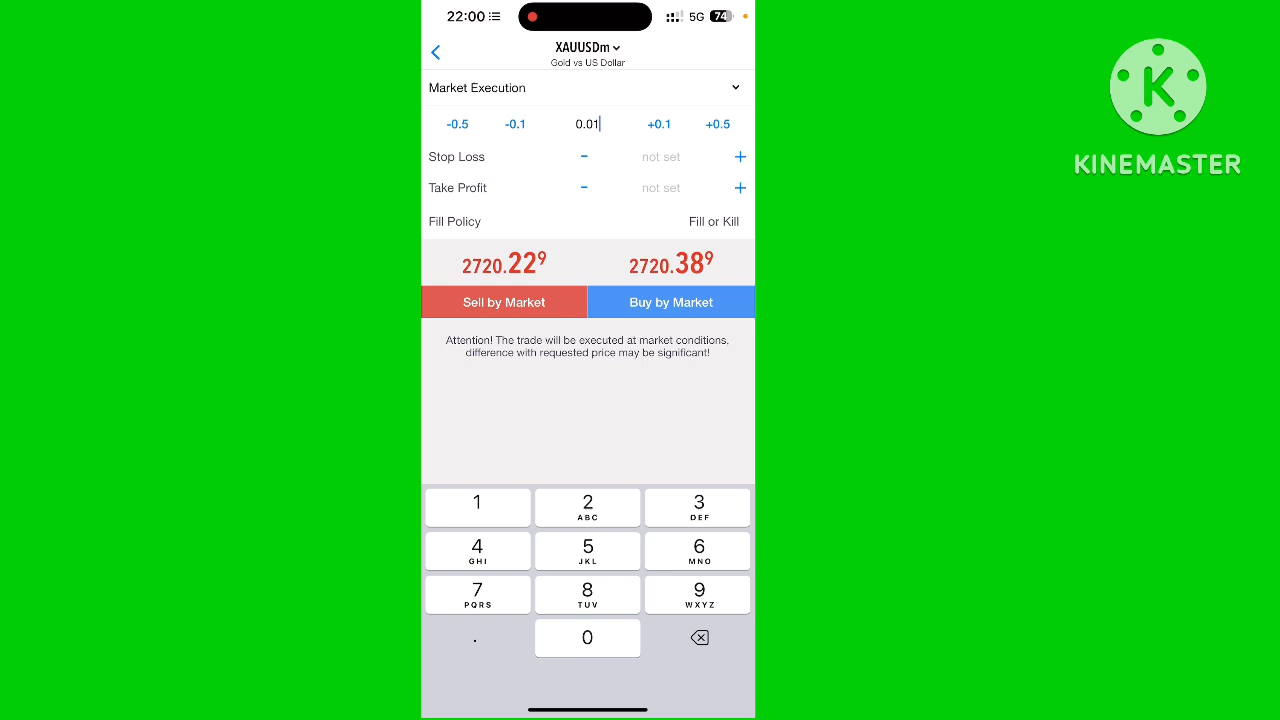 22:00 5G 74
XAUUSDm
Gold vs US Dollar
Market Execution
-0.5 -0.1 0.01 +0.1 +0.5
Stop Loss - not set +
Take Profit - not set +
Fill Policy Fill or Kill
2720.229 2720.389
Sell by Market Buy by Market
Attention! The trade will be executed at market conditions,
difference with requested price may be significant!
1 2 3
ABC DEF
4 5 6
GHI JKL MNO
7 8 9
PQRS TUV WXYZ
. 0
K
KINEMASTER